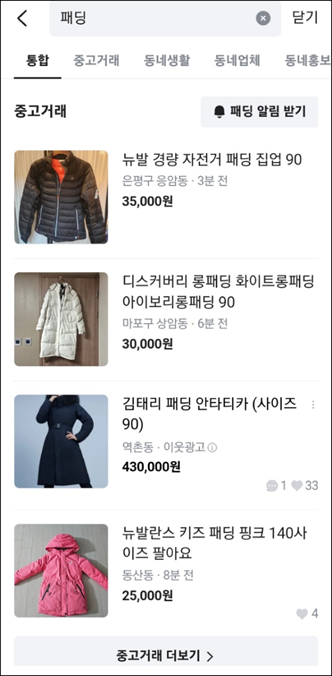 패딩 닫기
통합 중고거래 동네생활 동네업체 동네홍보
중고거래 패딩 알림 받기
뉴발 경량 자전거 패딩 집업 90
은평구 응암동 · 3분 전
35,000원
디스커버리 롱패딩 화이트롱패딩
아이보리롱패딩 90
마포구 상암동 · 6분 전
30,000원
김태리 패딩 안타티카 (사이즈
90)
역촌동 · 이웃광고
430,000원
1 33
뉴발란스 키즈 패딩 핑크 140사
이즈 팔아요
동산동 · 8분 전
25,000원
4
중고거래 더보기